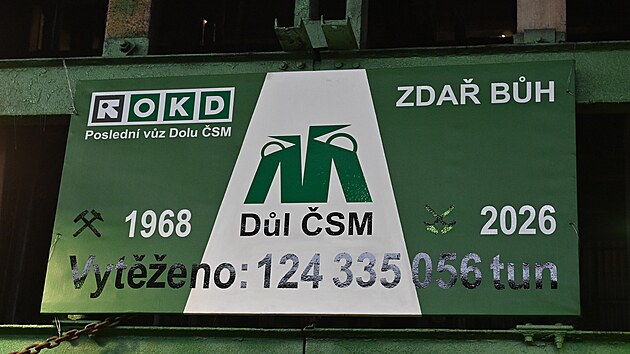 OKD
Poslední vůz Dolu ČSM
ZDAŘ BŮH
Důl ČSM
1968
2026
Vytěženo: 124 335 056 tun